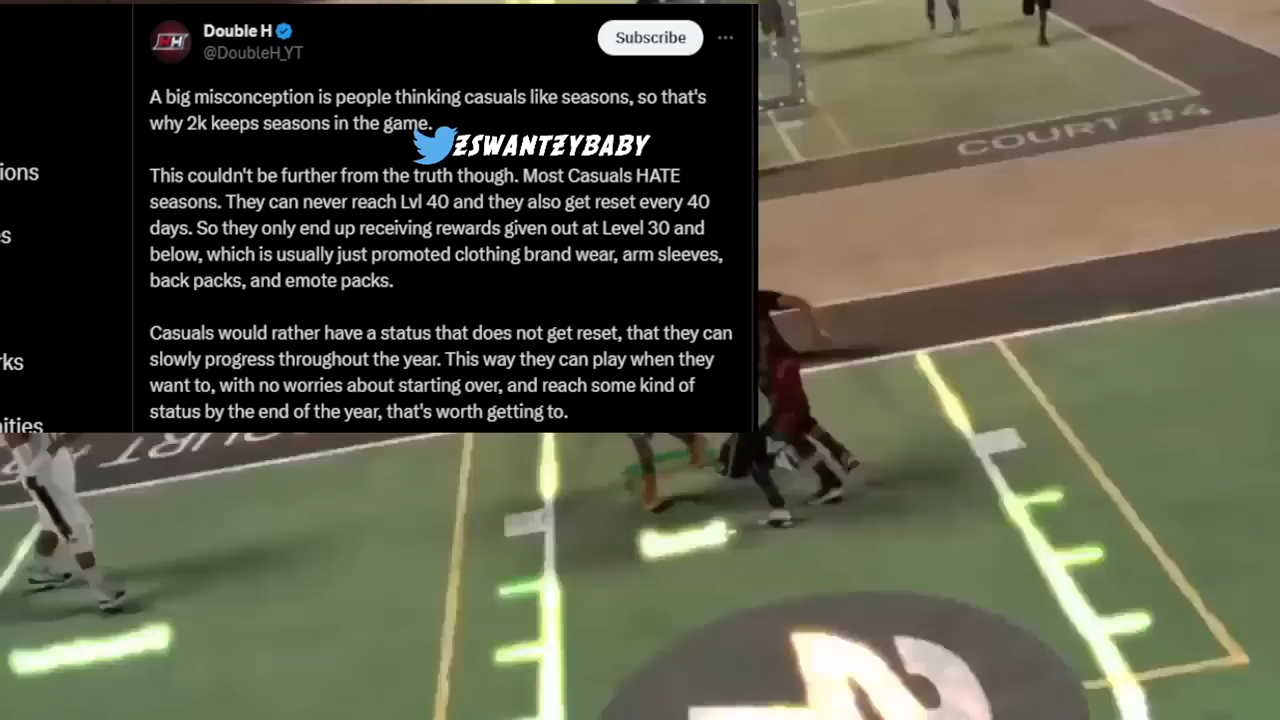 Double H
@DoubleH_YT
Subscribe
A big misconception is people thinking casuals like seasons, so that's
why 2k keeps seasons in the game.
ZSWANTZYBABY
This couldn't be further from the truth though. Most Casuals HATE
seasons. They can never reach Lvl 40 and they also get reset every 40
days. So they only end up receiving rewards given out at Level 30 and
below, which is usually just promoted clothing brand wear, arm sleeves,
back packs, and emote packs.
Casuals would rather have a status that does not get reset, that they can
slowly progress throughout the year. This way they can play when they
want to, with no worries about starting over, and reach some kind of
status by the end of the year, that's worth getting to.
ions
s
rks
ities
COURT #4
COURT
2